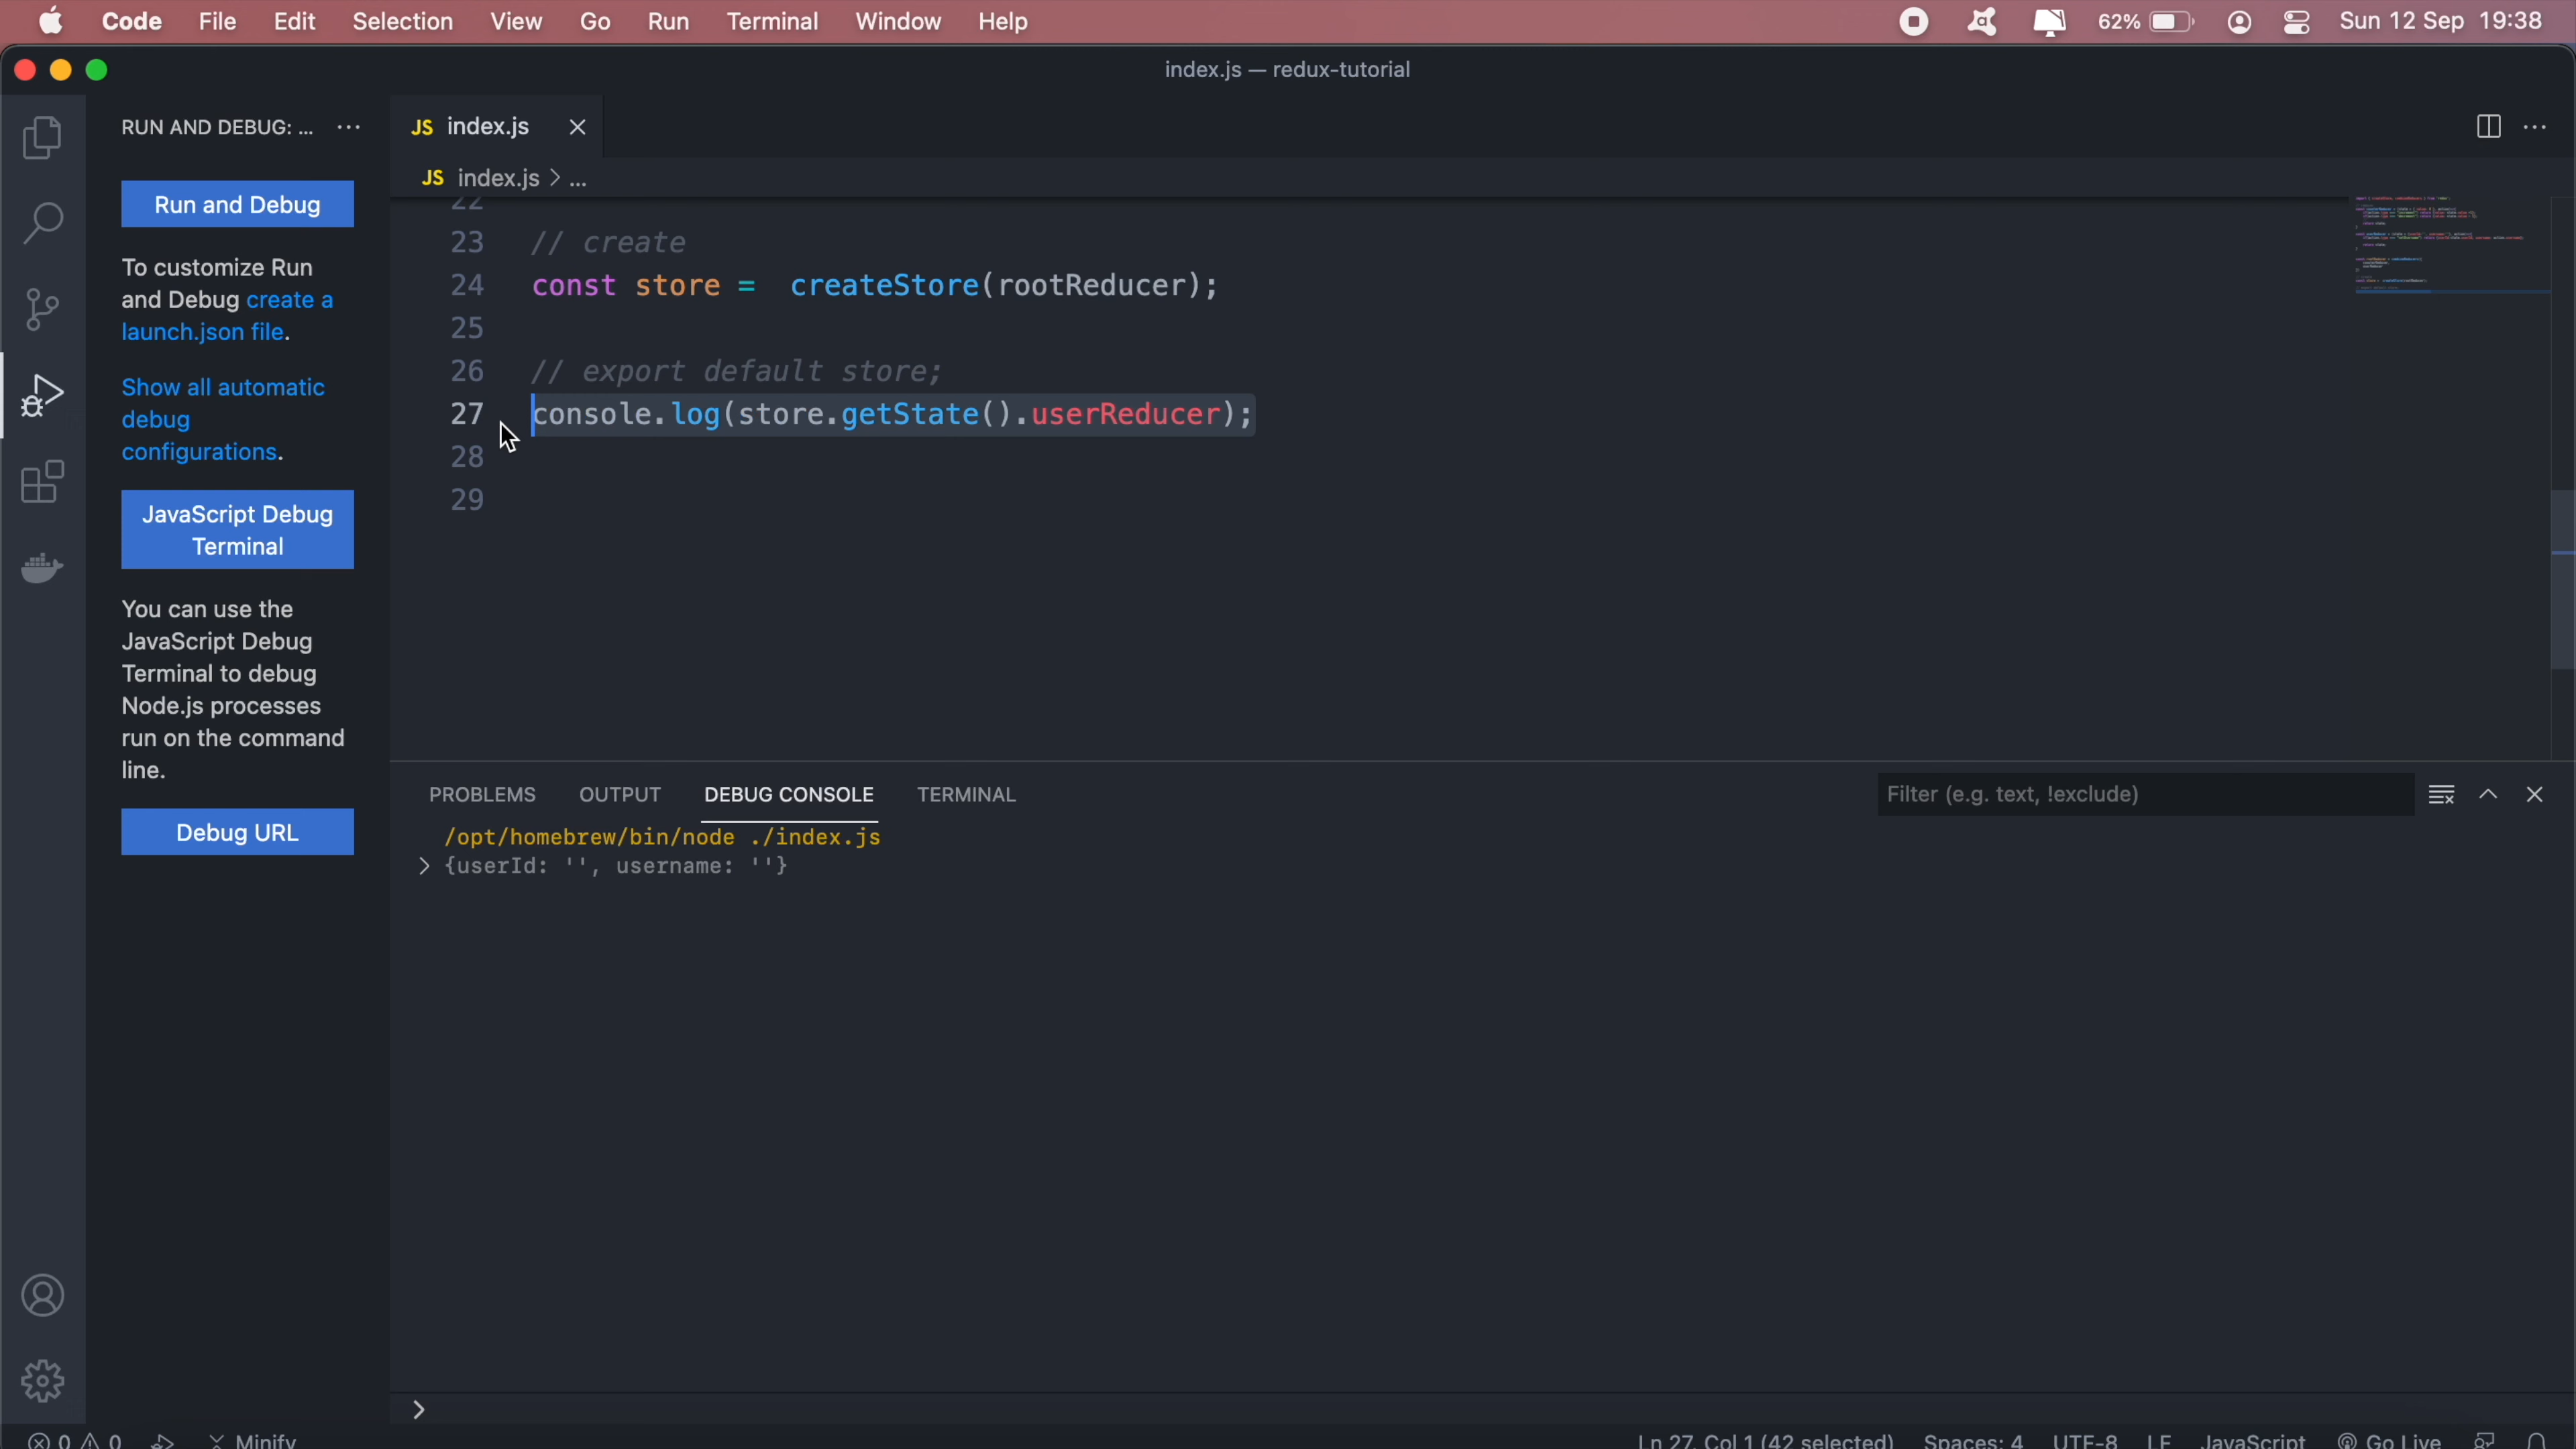 Code File Edit Selection View Go Run Terminal Window Help 62% Sun 12 Sep 19:38
index.js — redux-tutorial
RUN AND DEBUG: ... ···
JS index.js
JS index.js > ...
Run and Debug
To customize Run
and Debug create a
launch.json file.
Show all automatic
debug
configurations.
JavaScript Debug
Terminal
You can use the
JavaScript Debug
Terminal to debug
Node.js processes
run on the command
line.
Debug URL
22
23 // create
24 const store =  createStore(rootReducer);
25
26 // export default store;
27 console.log(store.getState().userReducer);
28
29
PROBLEMS OUTPUT DEBUG CONSOLE TERMINAL Filter (e.g. text, !exclude)
/opt/homebrew/bin/node ./index.js
> {userId: '', username: ''}
>
0 0 Minify Ln 27, Col 1 (42 selected) Spaces: 4 UTF-8 LF JavaScript Go Live